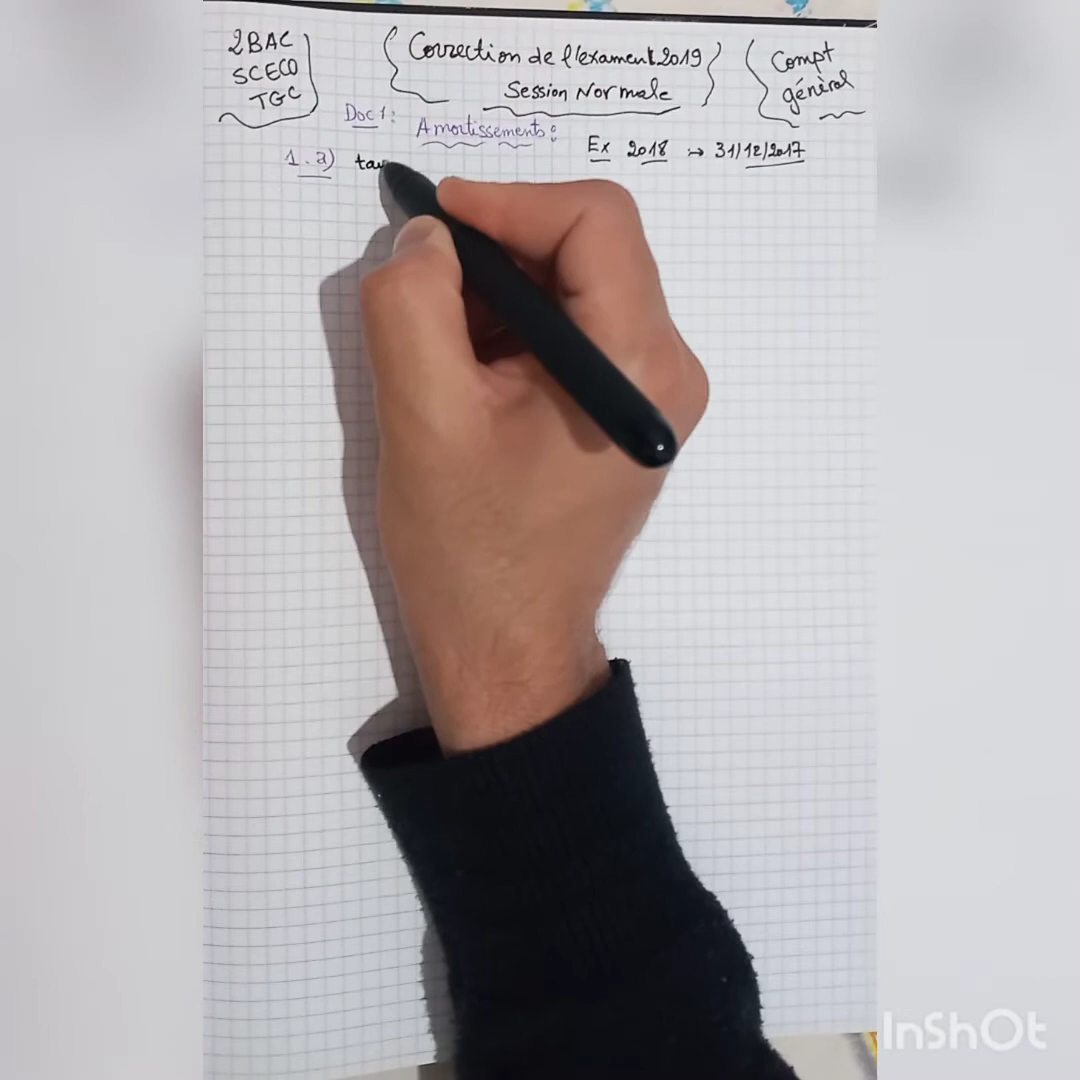 2BAC
SCECO
TGC
Correction de l'examen 2019
Session Normale
Compt
général
Doc 1: Amortissements:
Ex 2018 → 31/12/2017
1.a) tau
InShOt